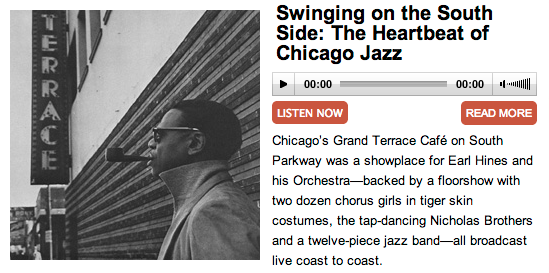 TERRACE
Swinging on the South
Side: The Heartbeat of
Chicago Jazz
00:00 00:00
LISTEN NOW READ MORE
Chicago's Grand Terrace Café on South
Parkway was a showplace for Earl Hines and
his Orchestra—backed by a floorshow with
two dozen chorus girls in tiger skin
costumes, the tap-dancing Nicholas Brothers
and a twelve-piece jazz band—all broadcast
live coast to coast.